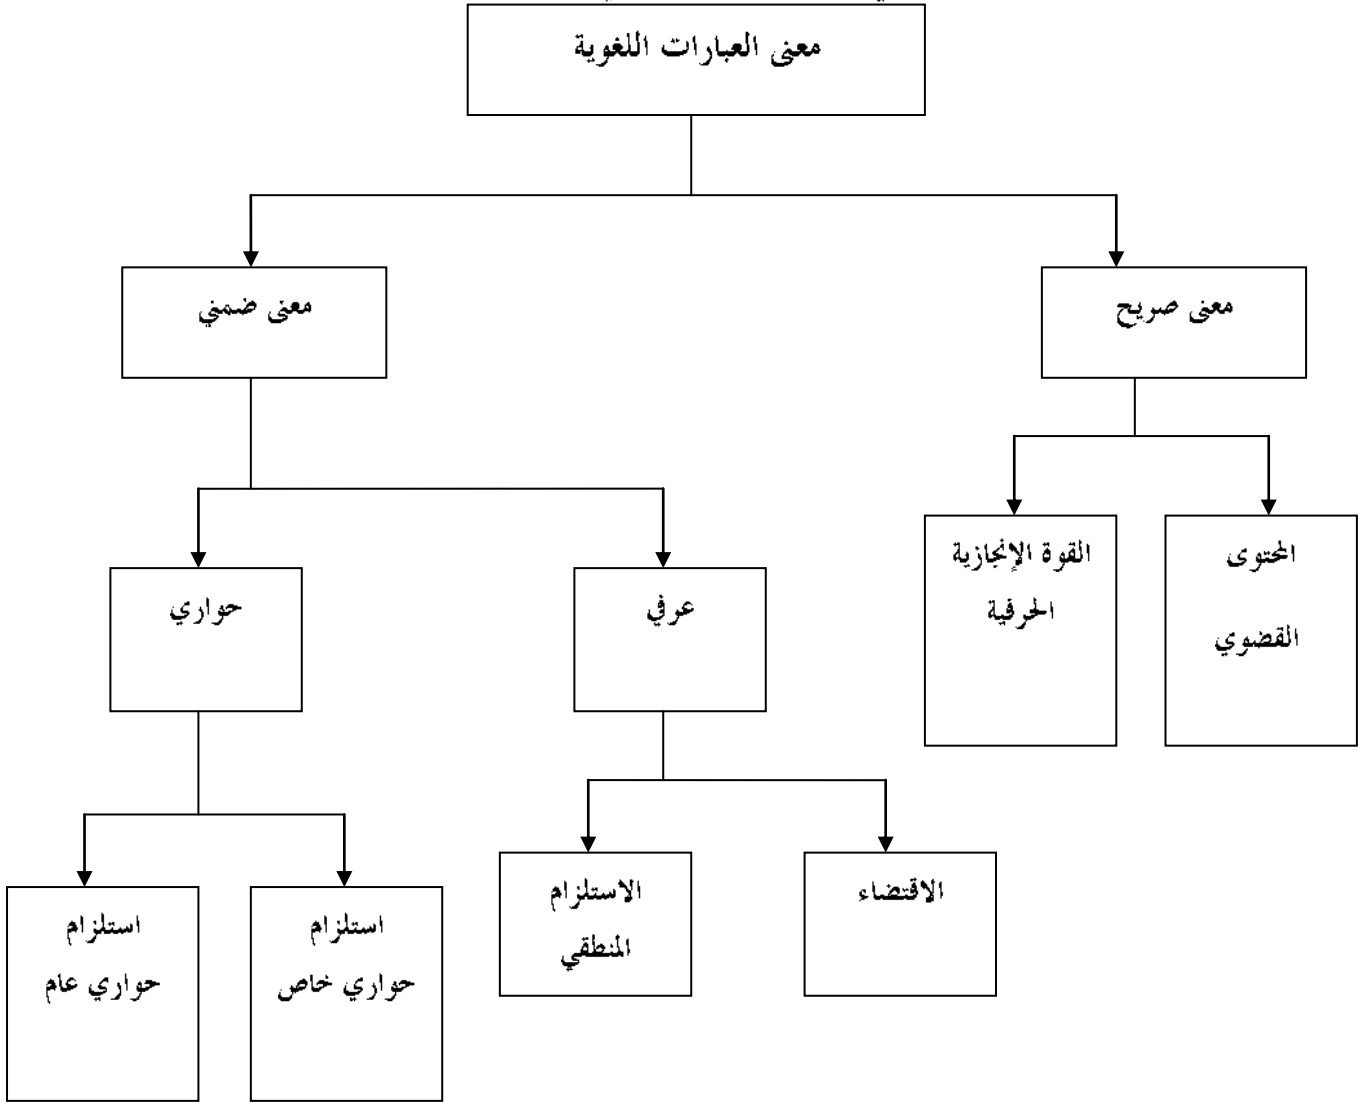 معنى العبارات اللغوية
معنى صريح
معنى ضمني
المحتوى
القضوي
القوة الإنجازية
الحرفية
عرفي
حواري
الاقتضاء
الاستلزام
المنطقي
استلزام
حواري خاص
استلزام
حواري عام